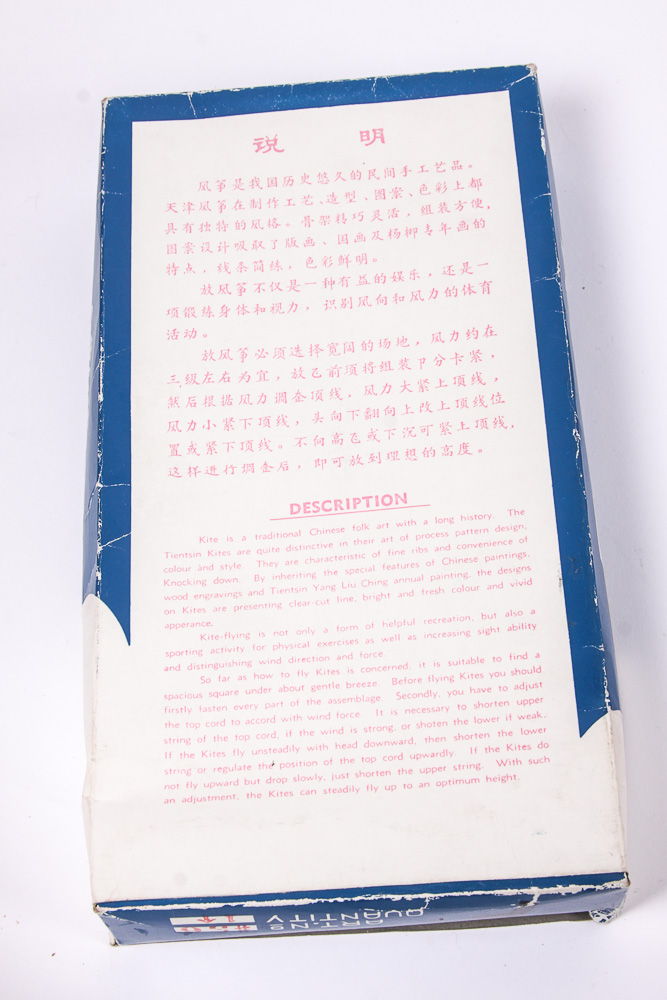 说 明
风筝是我国历史悠久的民间手工艺品。
天津风筝在制作工艺、造型、图案、色彩上都
具有独特的风格。骨架精巧灵活，组装方便，
图案设计吸取了版画、国画及杨柳青年画的
特点，线条简练，色彩鲜明。
放风筝不仅是一种有益的娱乐，还是一
项锻练身体和视力，识别风向和风力的体育
活动。
放风筝必须选择宽阔的场地，风力约在
三级左右为宜，放飞前项将组装部分卡紧，
然后根据风力调全顶线，风力大紧上顶线，
风力小紧下顶线，头向下翻向上改上顶线位
置或紧下顶线。不向高飞或下沉可紧上顶线，
这样进行调全后，即可放到理想的高度。
DESCRIPTION
Kite is a traditional Chinese folk art with a long history. The
Tientsin Kites are quite distinctive in their art of process pattern design,
colour and style. They are characteristic of fine ribs and convenience of
Knocking down. By inheriting the special features of Chinese paintings,
wood engravings and Tientsin Yang Liu Ching annual painting, the designs
on Kites are presenting clear-cut line, bright and fresh colour and vivid
apperance.
Kite-flying is not only a form of helpful recreation, but also a
sporting activity for physical exercises as well as increasing sight ability
and distinguishing wind direction and force.
So far as how to fly Kites is concerned, it is suitable to find a
spacious square under about gentle breeze. Before flying Kites you should
firstly fasten every part of the assemblage. Secondly, you have to adjust
the top cord to accord with wind force. It is necessary to shorten upper
string of the top cord, if the wind is strong, or shoten the lower if weak.
If the Kites fly unsteadily with head downward, then shorten the lower
string or regulate the position of the top cord upwardly. If the Kites do
not fly upward but drop slowly, just shorten the upper string. With such
an adjustment, the Kites can steadily fly up to an optimum height.
ART.No
QUANTITY